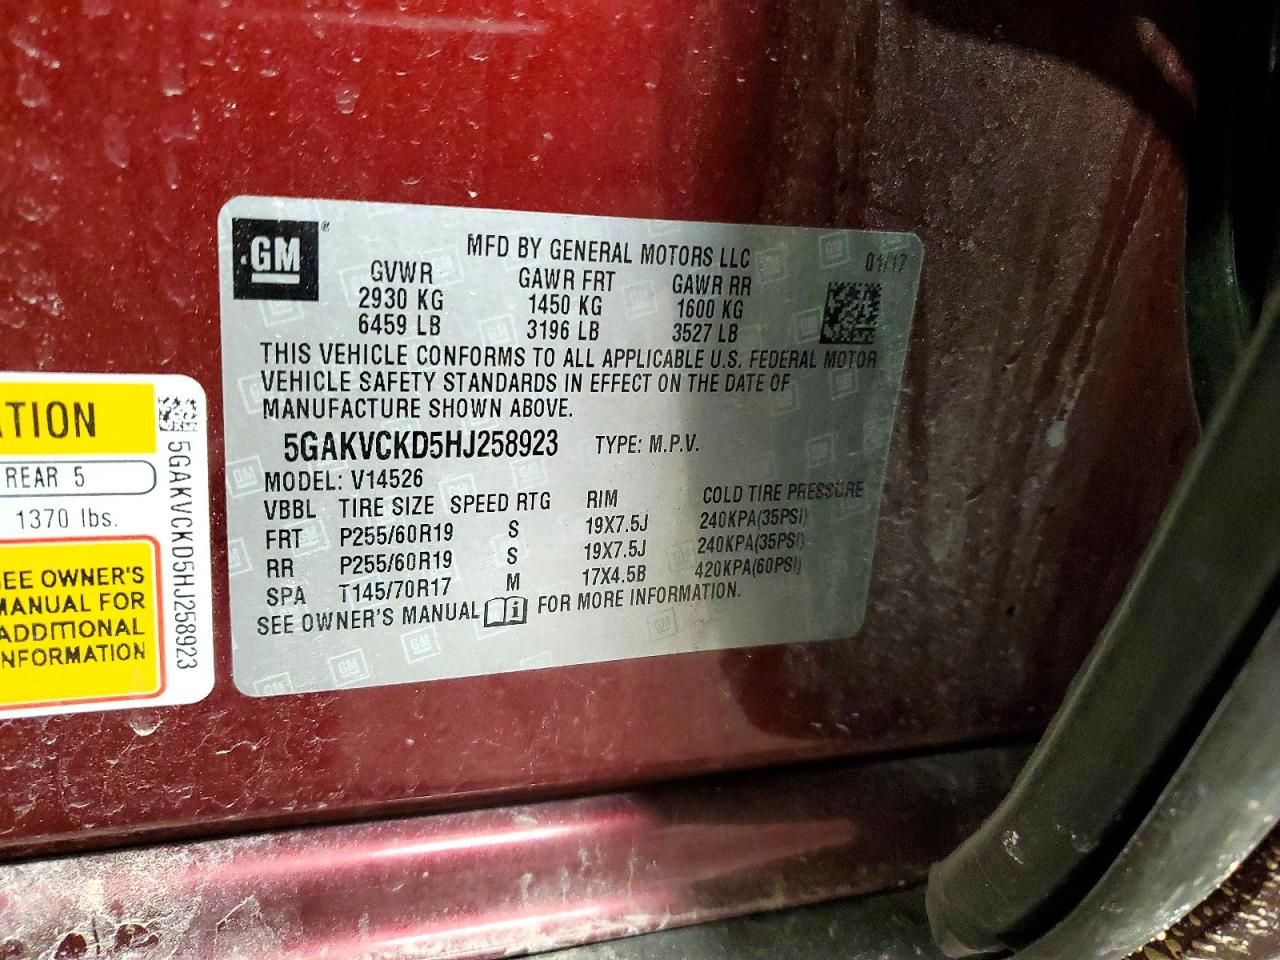 GM
®
MFD BY GENERAL MOTORS LLC
01/17
GVWR GAWR FRT GAWR RR
2930 KG 1450 KG 1600 KG
6459 LB 3196 LB 3527 LB
THIS VEHICLE CONFORMS TO ALL APPLICABLE U.S. FEDERAL MOTOR
VEHICLE SAFETY STANDARDS IN EFFECT ON THE DATE OF
MANUFACTURE SHOWN ABOVE.
5GAKVCKD5HJ258923 TYPE: M.P.V.
MODEL: V14526
VBBL TIRE SIZE SPEED RTG RIM COLD TIRE PRESSURE
FRT P255/60R19 S 19X7.5J 240KPA(35PSI)
RR P255/60R19 S 19X7.5J 240KPA(35PSI)
SPA T145/70R17 M 17X4.5B 420KPA(60PSI)
SEE OWNER'S MANUAL i FOR MORE INFORMATION.
ATION
REAR 5
1370 lbs.
SEE OWNER'S
MANUAL FOR
ADDITIONAL
INFORMATION
5GAKVCKD5HJ258923